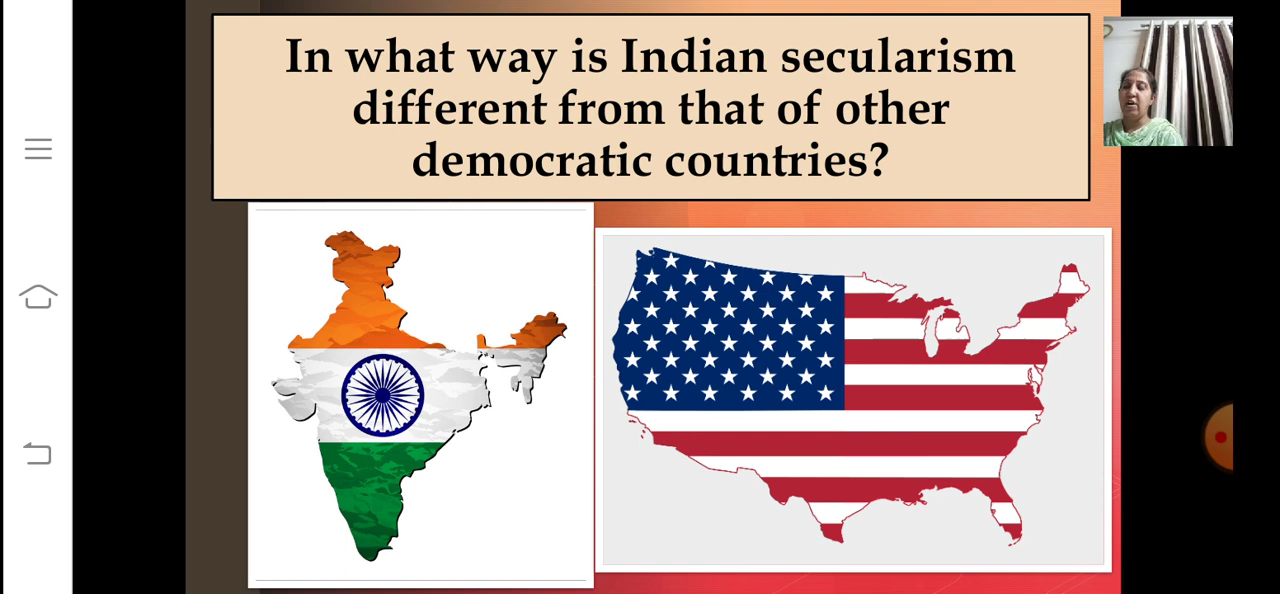 In what way is Indian secularism
different from that of other
democratic countries?